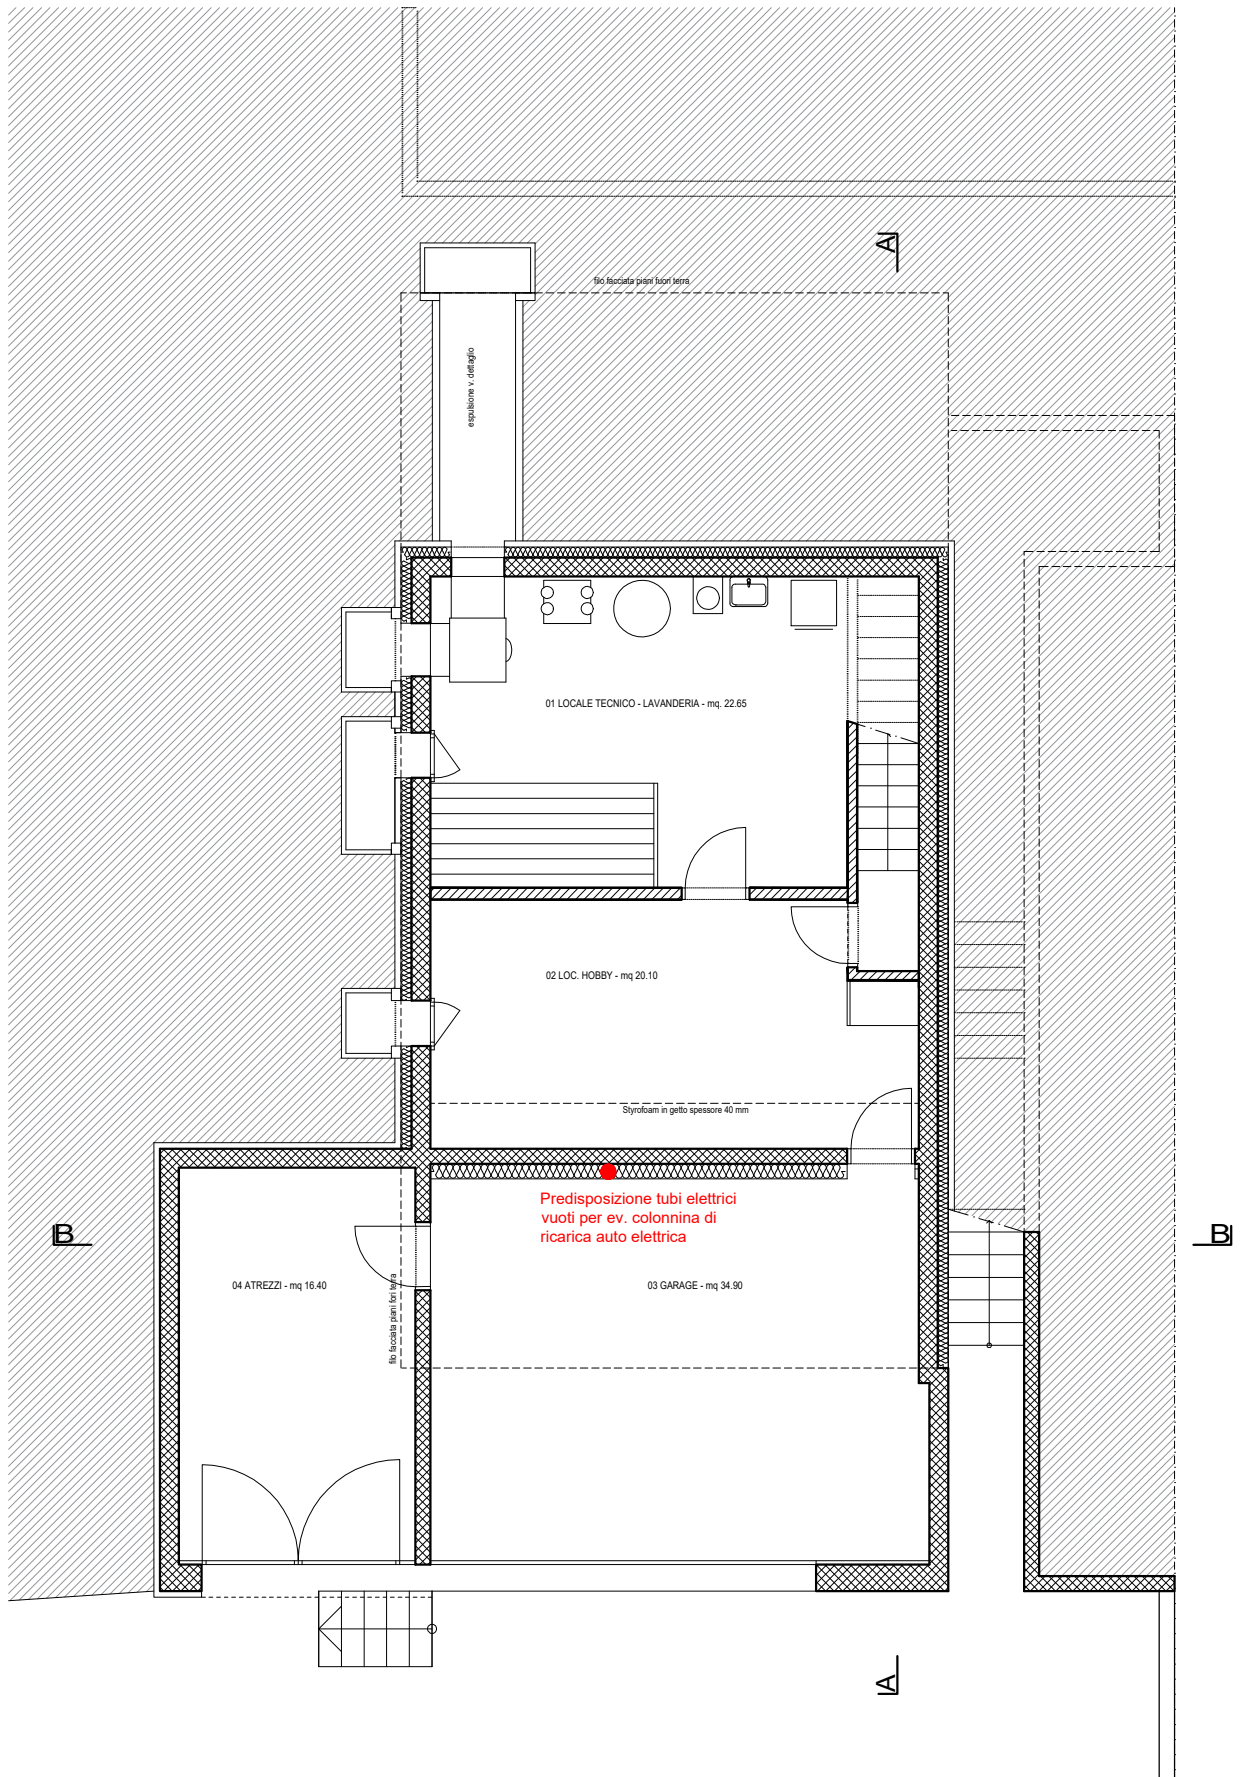 A
filo facciata piani fuori terra
espulsione v. dettaglio
01 LOCALE TECNICO - LAVANDERIA - mq. 22.65
02 LOC. HOBBY - mq 20.10
Styrofoam in getto spessore 40 mm
Predisposizione tubi elettrici
vuoti per ev. colonnina di
ricarica auto elettrica
B
B
04 ATREZZI - mq 16.40
filo facciata piani fori terra
03 GARAGE - mq 34.90
A